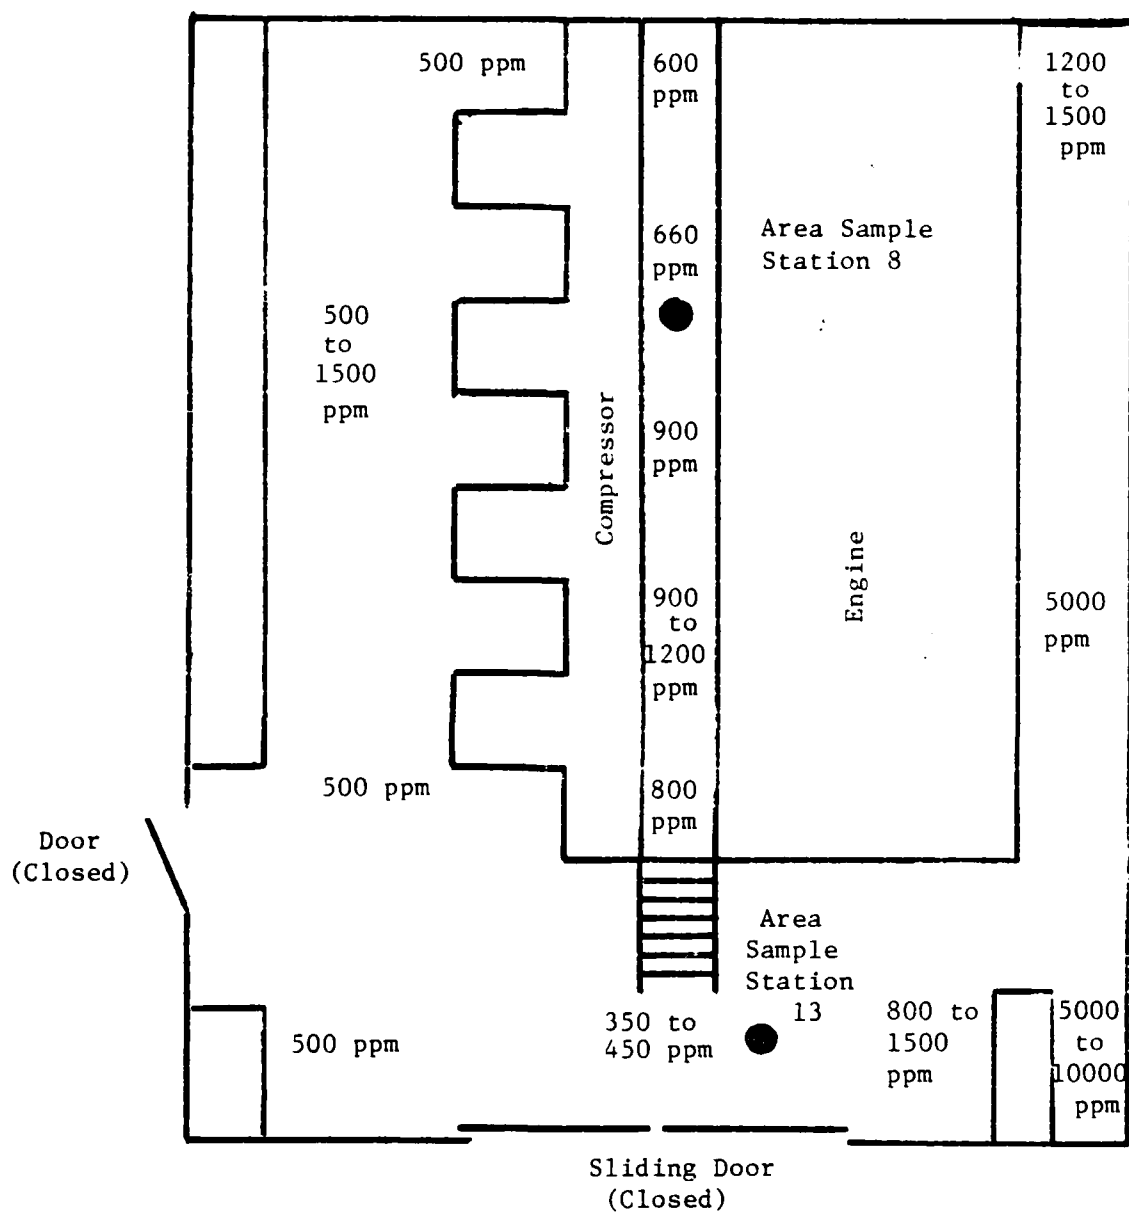 500 ppm
600
ppm
1200
to
1500
ppm
660
ppm
Area Sample
Station 8
500
to
1500
ppm
Compressor
900
ppm
Engine
900
to
1200
ppm
5000
ppm
500 ppm
800
ppm
Door
(Closed)
Area
Sample
Station
13
500 ppm
350 to
450 ppm
800 to
1500
ppm
5000
to
10000
ppm
Sliding Door
(Closed)